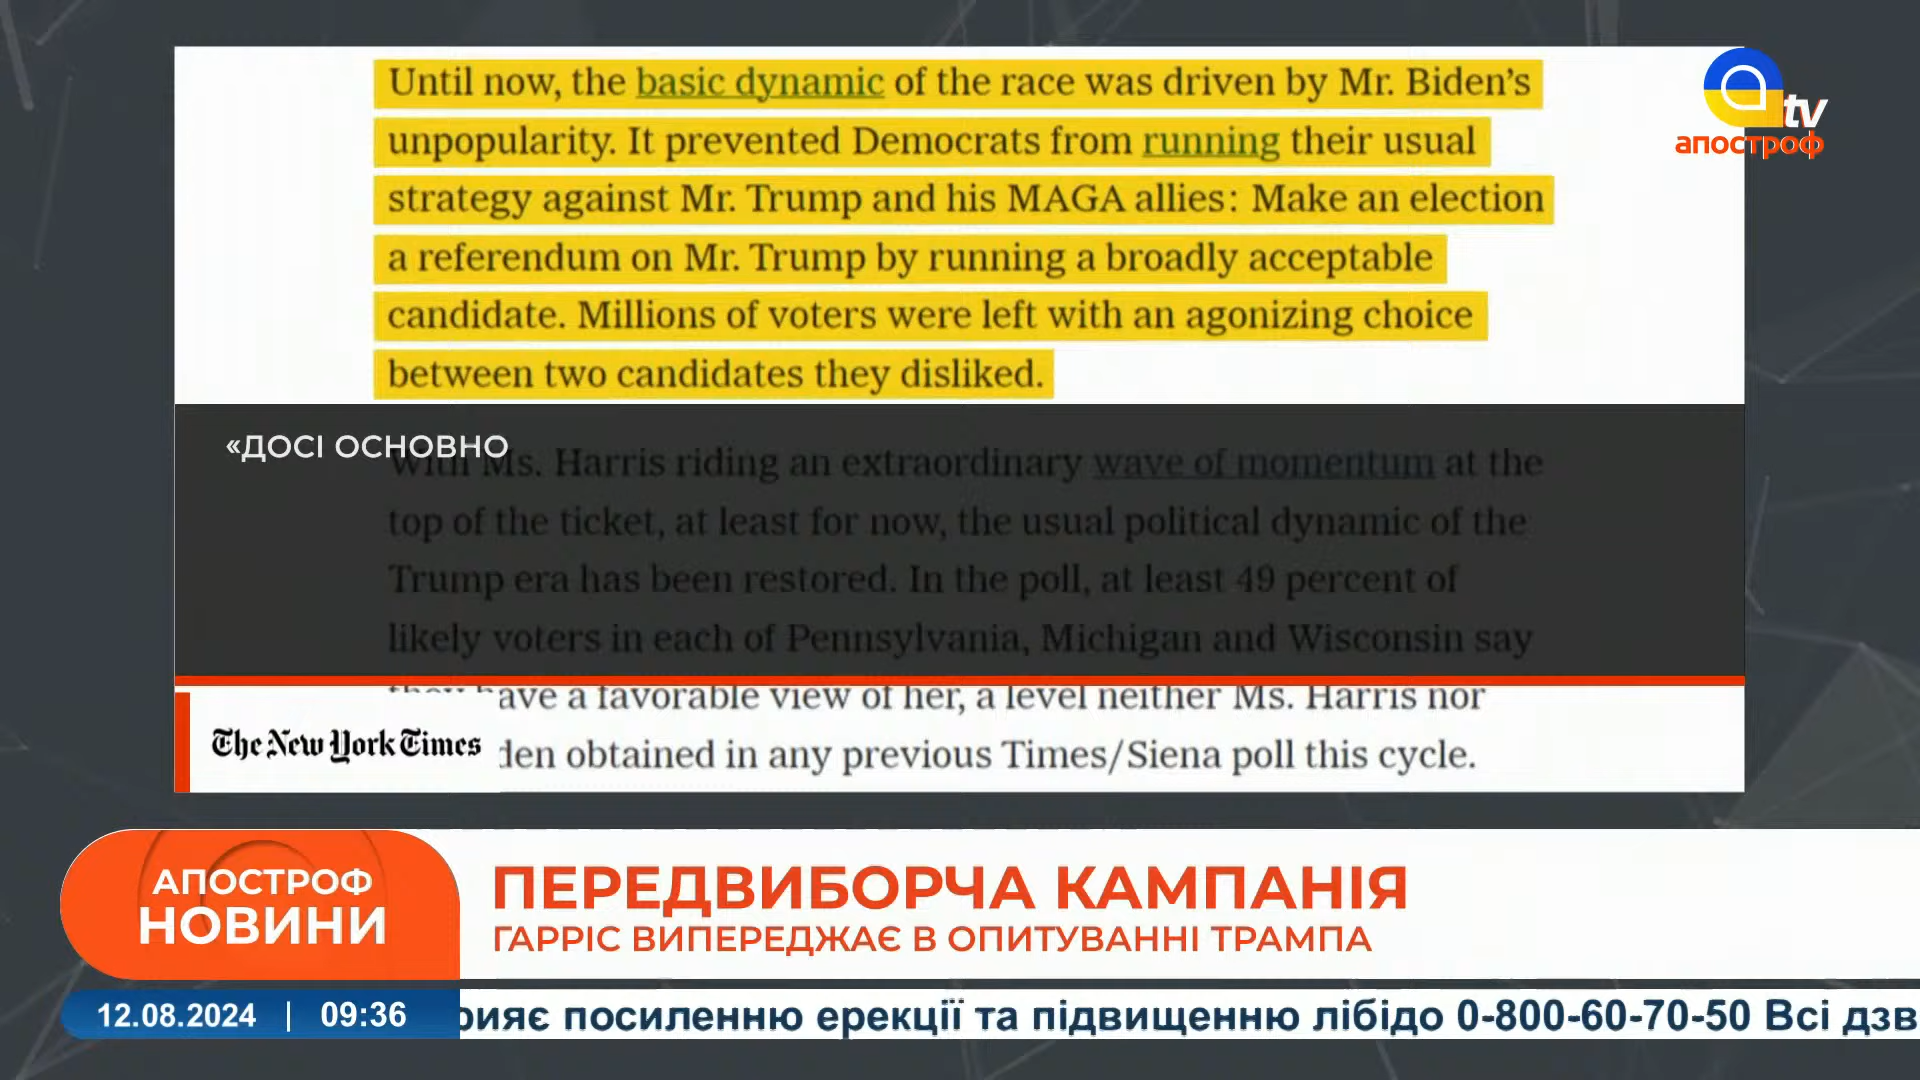 Until now, the basic dynamic of the race was driven by Mr. Biden’s
unpopularity. It prevented Democrats from running their usual
strategy against Mr. Trump and his MAGA allies: Make an election
a referendum on Mr. Trump by running a broadly acceptable
candidate. Millions of voters were left with an agonizing choice
between two candidates they disliked.
tv
апостроф
«ДОСІ ОСНОВНО
With Ms. Harris riding an extraordinary wave of momentum at the
top of the ticket, at least for now, the usual political dynamic of the
Trump era has been restored. In the poll, at least 49 percent of
likely voters in each of Pennsylvania, Michigan and Wisconsin say
have a favorable view of her, a level neither Ms. Harris nor
den obtained in any previous Times/Siena poll this cycle.
The New York Times
АПОСТРОФ
НОВИНИ
ПЕРЕДВИБОРЧА КАМПАНІЯ
ГАРРІС ВИПЕРЕДЖАЄ В ОПИТУВАННІ ТРАМПА
12.08.2024 | 09:36
рияє посиленню ерекції та підвищенню лібідо 0-800-60-70-50 Всі дзв